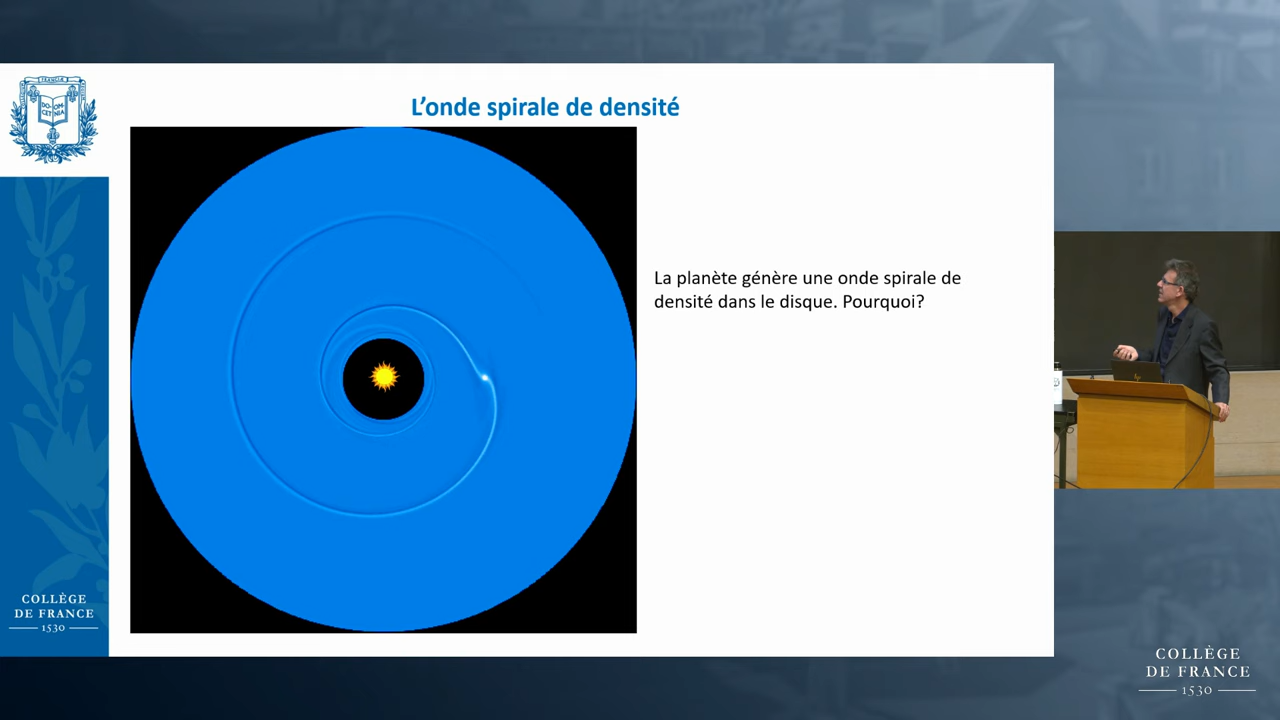 L'onde spirale de densité
La planète génère une onde spirale de
densité dans le disque. Pourquoi?
COLLÈGE
DE FRANCE
1530
COLLÈGE
DE FRANCE
1530